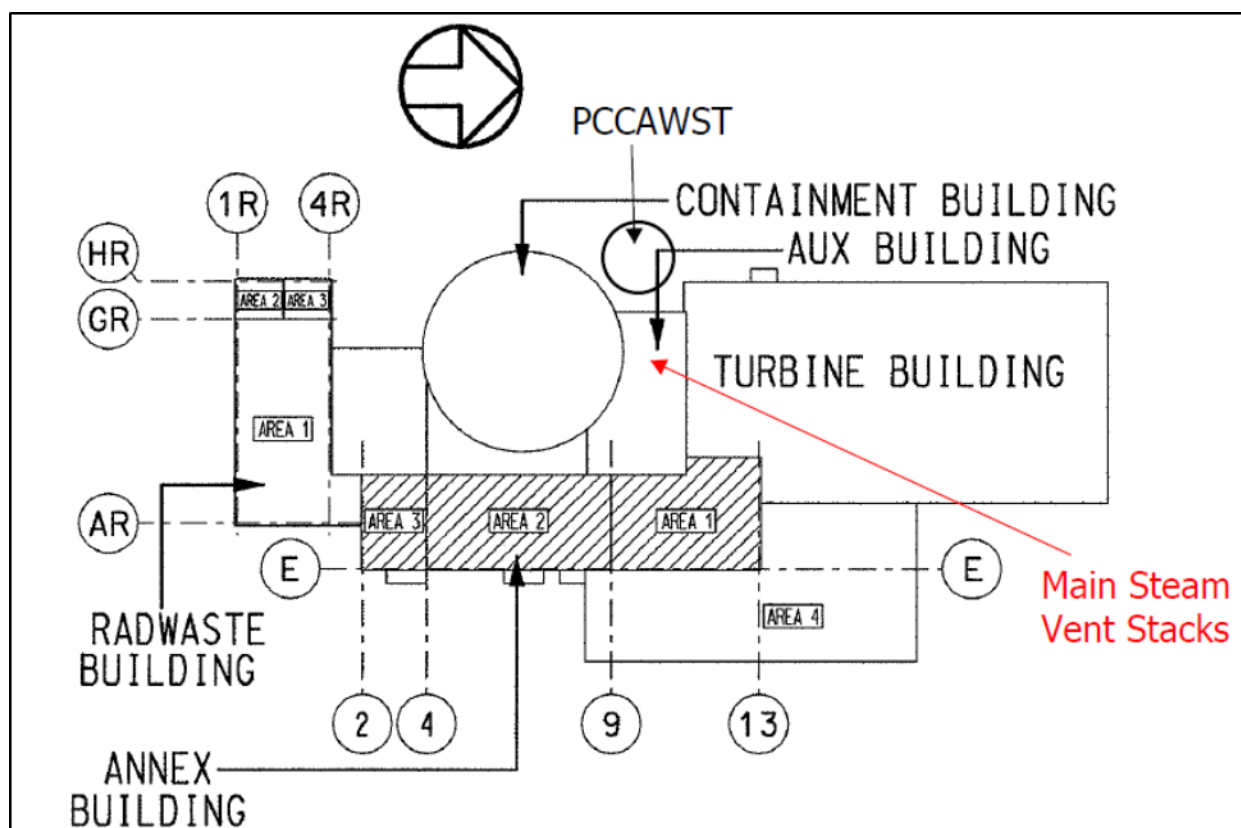 PCCAWST
CONTAINMENT BUILDING
AUX BUILDING
1R
4R
HR
GR
AREA 2
AREA 3
TURBINE BUILDING
AREA 1
AR
AREA 3
AREA 2
AREA 1
E
E
Main Steam
Vent Stacks
AREA 4
RADWASTE
BUILDING
2
4
9
13
ANNEX
BUILDING